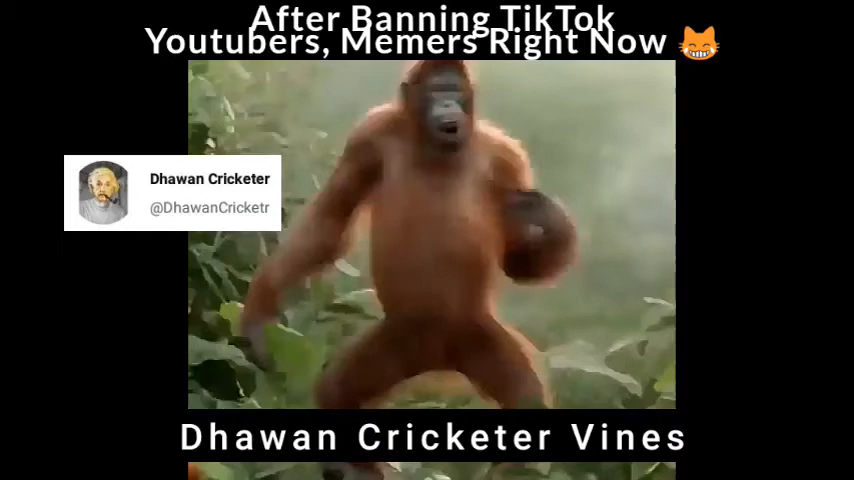 After Banning TikTok
Youtubers, Memers Right Now 😹
Dhawan Cricketer
@DhawanCricketr
Dhawan Cricketer Vines